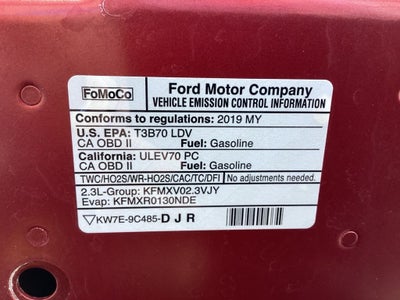 FoMoCo
Ford Motor Company
VEHICLE EMISSION CONTROL INFORMATION
Conforms to regulations: 2019 MY
U.S. EPA: T3B70 LDV
CA OBD II Fuel: Gasoline
California: ULEV70 PC
CA OBD II Fuel: Gasoline
TWC/HO2S/WR-HO2S/CAC/TC/DFI No adjustments needed.
2.3L-Group: KFMXV02.3VJY
Evap: KFMXR0130NDE
KW7E-9C485-D J R